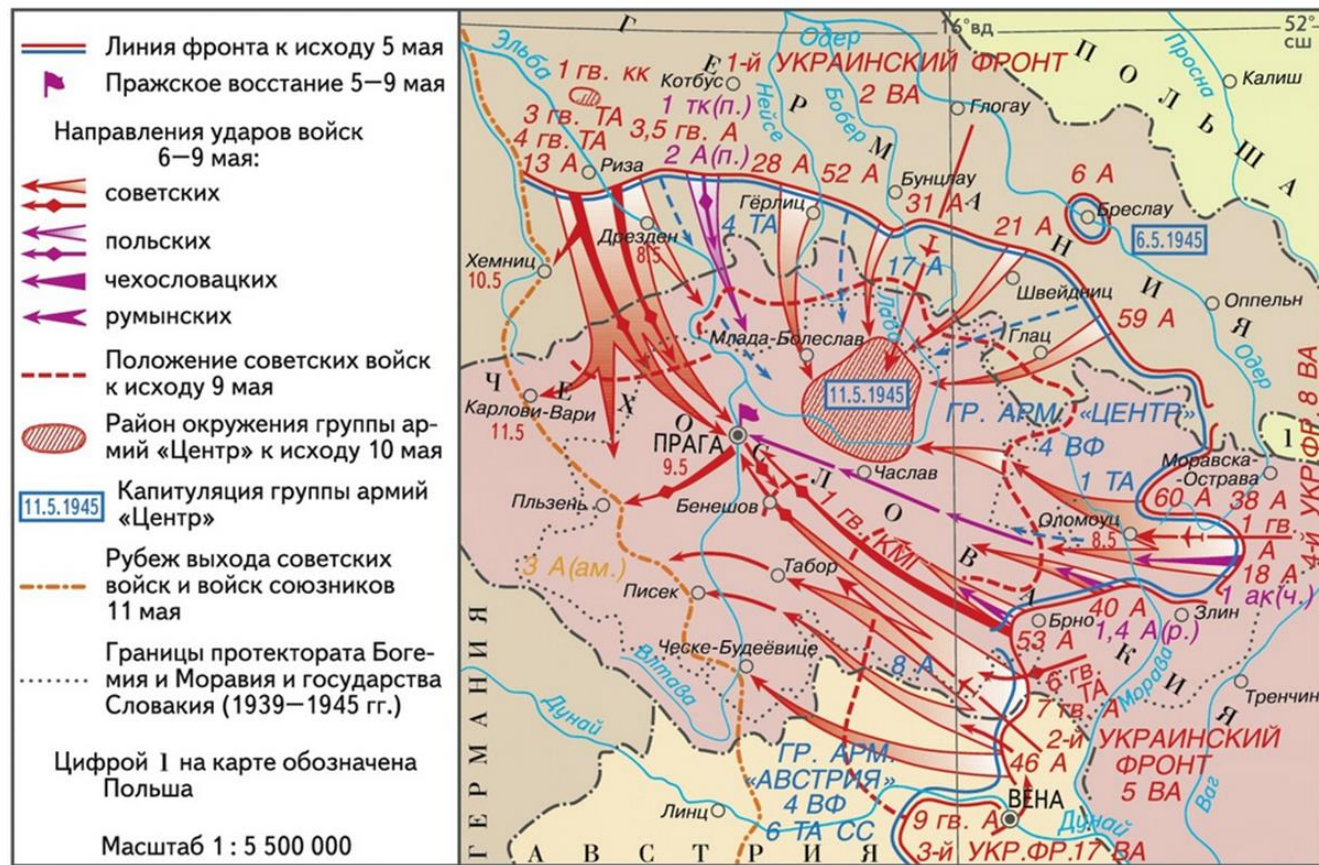 Линия фронта к исходу 5 мая
Пражское восстание 5–9 мая
Направления ударов войск
6–9 мая:
советских
польских
чехословацких
румынских
Положение советских войск
к исходу 9 мая
Район окружения группы ар-
мий «Центр» к исходу 10 мая
11.5.1945
Капитуляция группы армий
«Центр»
Рубеж выхода советских
войск и войск союзников
11 мая
Границы протектората Боге-
мия и Моравия и государства
Словакия (1939–1945 гг.)
Цифрой 1 на карте обозначена
Польша
Масштаб 1 : 5 500 000
16° вд
52°
сш
ГЕРМАНИЯ
ПОЛЬША
Эльба
Одер
Просна
Калиш
1 гв. кк
Котбус
1-й УКРАИНСКИЙ ФРОНТ
2 ВА
Нейсе
Бобер
Глогау
1 тк(п.)
3 гв. ТА
3,5 гв. А
4 гв. ТА
13 А
Риза
2 А(п.)
28 А
52 А
Бунцлау
31 А
6 А
Бреслау
6.5.1945
Гёрлиц
21 А
Дрезден
8.5
4 ТА
17 А
Хемниц
10.5
Швейдниц
Оппельн
59 А
Лаба
Глац
Одер
Млада-Болеслав
11.5.1945
ЧЕХОСЛОВАКИЯ
Карлови-Вари
11.5
ГР. АРМ. «ЦЕНТР»
4 ВФ
1
4-й УКР. ФР. 8 ВА
ПРАГА
9.5
Часлав
1 ТА
Моравска-
Острава
60 А
38 А
Пльзень
Бенешов
1 гв. КМГ
Оломоуц
8.5
1 гв.
А
18 А
1 ак(ч.)
3 А(ам.)
Табор
Писек
40 А
Злин
Брно
1,4 А(р.)
53 А
Ческе-Будеёвице
8 А
6 гв.
ТА
Морава
Тренчин
Влтава
7 гв. А
Дунай
2-й УКРАИНСКИЙ
ФРОНТ
5 ВА
ГЕРМАНИЯ
ГР. АРМ.
«АВСТРИЯ»
4 ВФ
6 ТА СС
46 А
Ваг
Линц
ВЕНА
9 гв. А
Дунай
3-й УКР.ФР.17 ВА
АВСТРИЯ